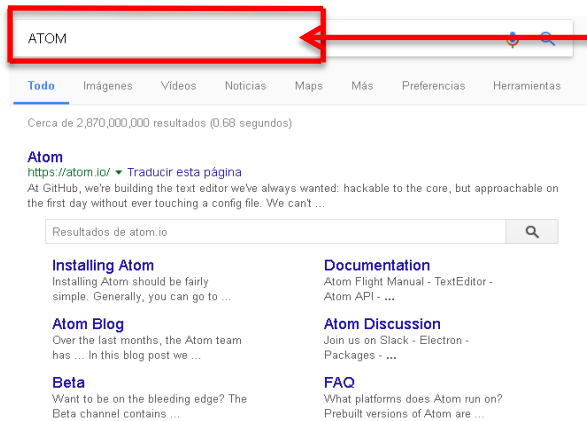 ATOM
Todo Imágenes Vídeos Noticias Maps Más Preferencias Herramientas
Cerca de 2,870,000,000 resultados (0.68 segundos)
Atom
https://atom.io/ ▾ Traducir esta página
At GitHub, we're building the text editor we've always wanted: hackable to the core, but approachable on
the first day without ever touching a config file. We can't ...
Resultados de atom.io
Installing Atom
Installing Atom should be fairly
simple. Generally, you can go to ...
Documentation
Atom Flight Manual - TextEditor -
Atom API - ...
Atom Blog
Over the last months, the Atom team
has ... In this blog post we ...
Atom Discussion
Join us on Slack - Electron -
Packages - ...
Beta
Want to be on the bleeding edge? The
Beta channel contains ...
FAQ
What platforms does Atom run on?
Prebuilt versions of Atom are ...